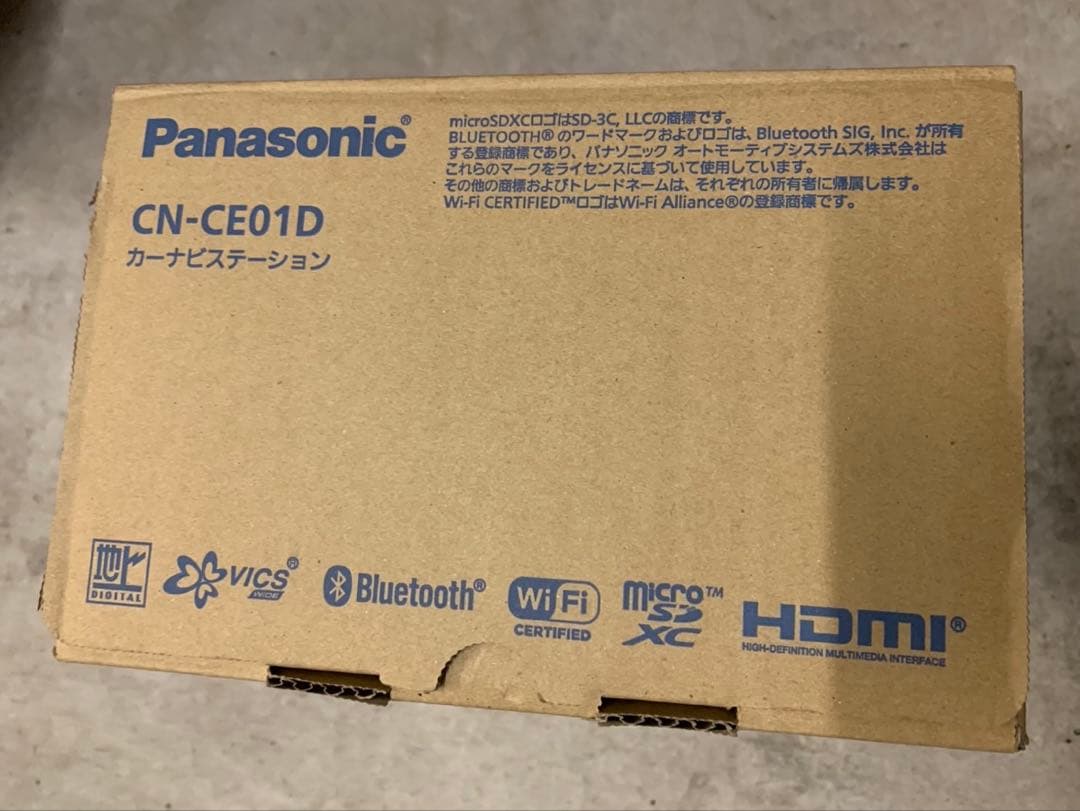 Panasonic®
CN-CE01D
カーナビステーション
microSDXCロゴはSD-3C, LLCの商標です。
BLUETOOTH® のワードマークおよびロゴは、Bluetooth SIG, Inc. が所有
する登録商標であり、パナソニック オートモーティブシステムズ株式会社は
これらのマークをライセンスに基づいて使用しています。
その他の商標およびトレードネームは、それぞれの所有者に帰属します。
Wi-Fi CERTIFIED™ロゴはWi-Fi Alliance®の登録商標です。
地上
DIGITAL
VICS®
WIDE
Bluetooth®
Wi Fi
CERTIFIED
micro™
SD
XC
HDMI®
HIGH-DEFINITION MULTIMEDIA INTERFACE